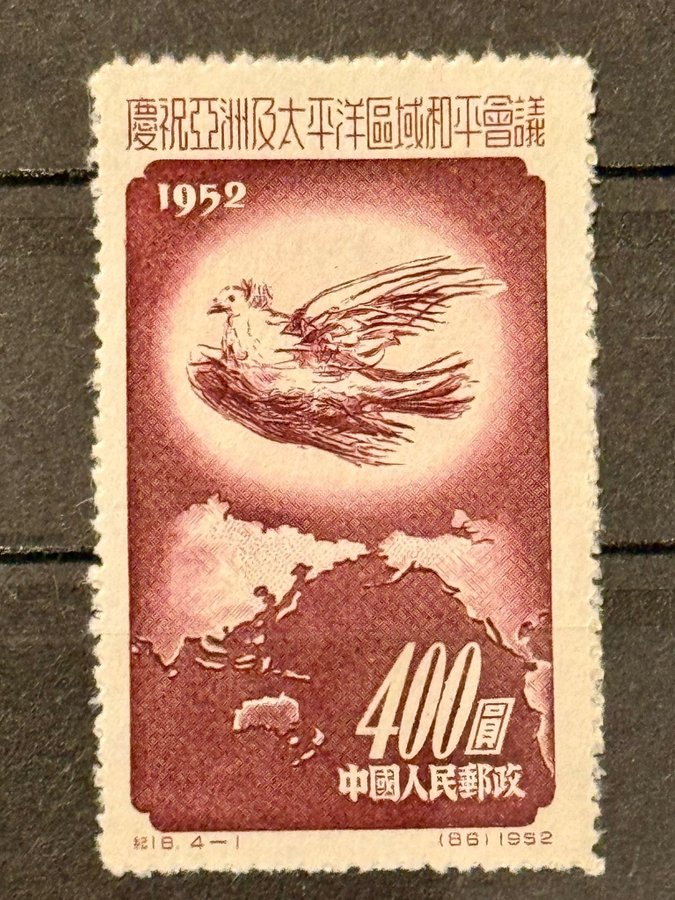 慶祝亞洲及太平洋區域和平會議
1952
400圓
中國人民郵政
紀18. 4-1
(86) 1952